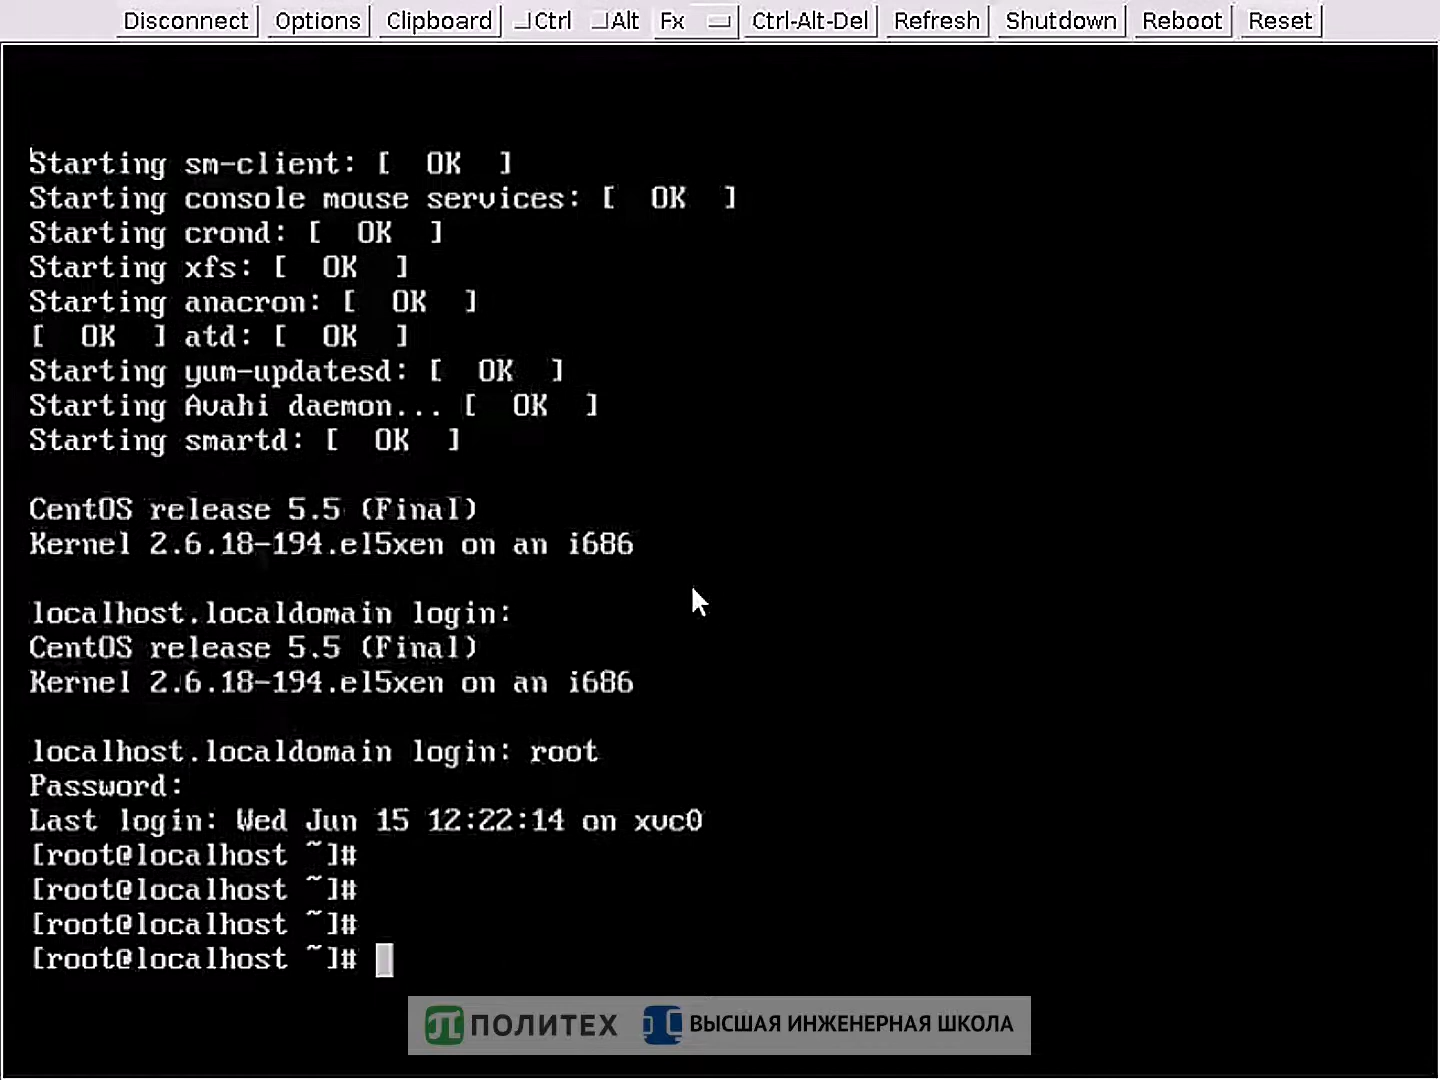 Disconnect Options Clipboard Ctrl Alt Fx Ctrl-Alt-Del Refresh Shutdown Reboot Reset
Starting sm-client: [  OK  ]
Starting console mouse services: [  OK  ]
Starting crond: [  OK  ]
Starting xfs: [  OK  ]
Starting anacron: [  OK  ]
[  OK  ] atd: [  OK  ]
Starting yum-updatesd: [  OK  ]
Starting Avahi daemon... [  OK  ]
Starting smartd: [  OK  ]
CentOS release 5.5 (Final)
Kernel 2.6.18-194.el5xen on an i686
localhost.localdomain login:
CentOS release 5.5 (Final)
Kernel 2.6.18-194.el5xen on an i686
localhost.localdomain login: root
Password:
Last login: Wed Jun 15 12:22:14 on xvc0
[root@localhost ~]#
[root@localhost ~]#
[root@localhost ~]#
[root@localhost ~]#
ПОЛИТЕХ ВЫСШАЯ ИНЖЕНЕРНАЯ ШКОЛА